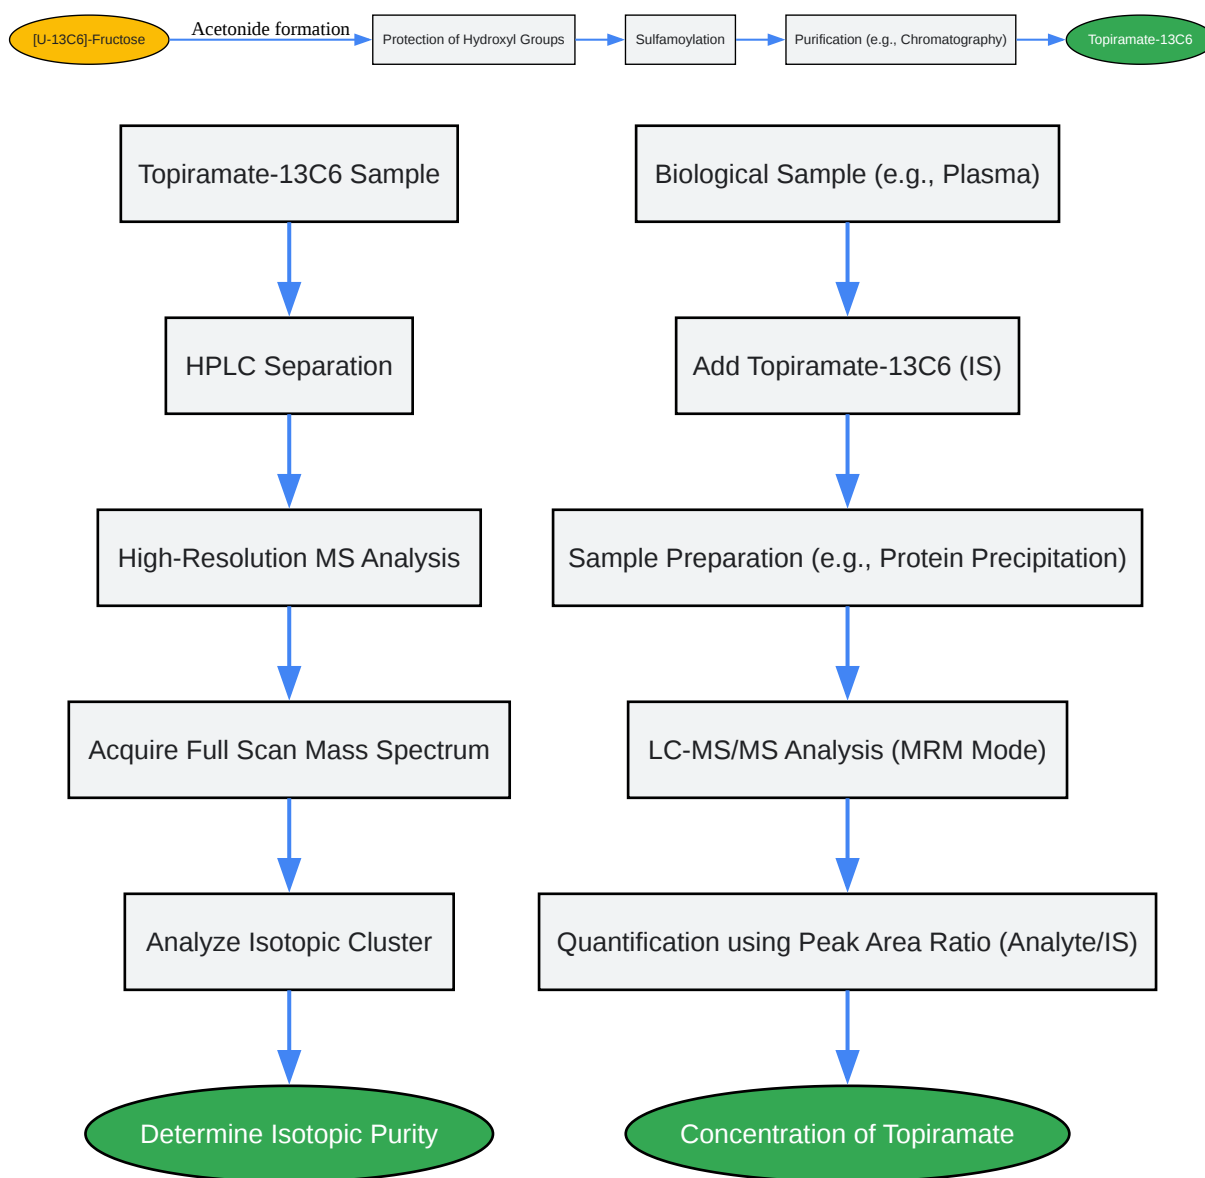 [U-13C6]-Fructose
Acetonide formation
Protection of Hydroxyl Groups
Sulfamoylation
Purification (e.g., Chromatography)
Topiramate-13C6
Topiramate-13C6 Sample
HPLC Separation
High-Resolution MS Analysis
Acquire Full Scan Mass Spectrum
Analyze Isotopic Cluster
Determine Isotopic Purity
Biological Sample (e.g., Plasma)
Add Topiramate-13C6 (IS)
Sample Preparation (e.g., Protein Precipitation)
LC-MS/MS Analysis (MRM Mode)
Quantification using Peak Area Ratio (Analyte/IS)
Concentration of Topiramate